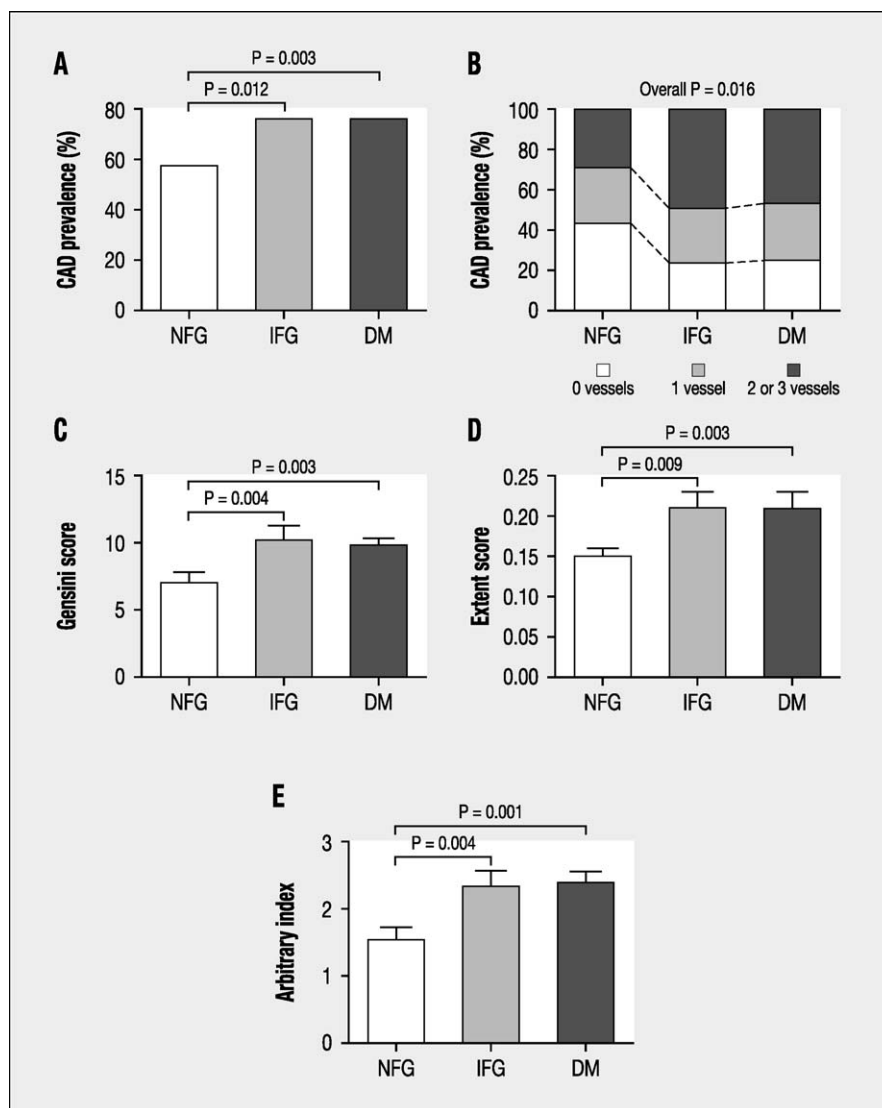 A
P = 0.003
P = 0.012
CAD prevalence (%)
80
60
40
20
0
NFG IFG DM
B
Overall P = 0.016
CAD prevalence (%)
100
80
60
40
20
0
NFG IFG DM
0 vessels 1 vessel 2 or 3 vessels
C
P = 0.003
P = 0.004
Gensini score
15
10
5
0
NFG IFG DM
D
P = 0.003
P = 0.009
Extent score
0.25
0.20
0.15
0.10
0.05
0.00
NFG IFG DM
E
P = 0.001
P = 0.004
Arbitrary index
3
2
1
0
NFG IFG DM